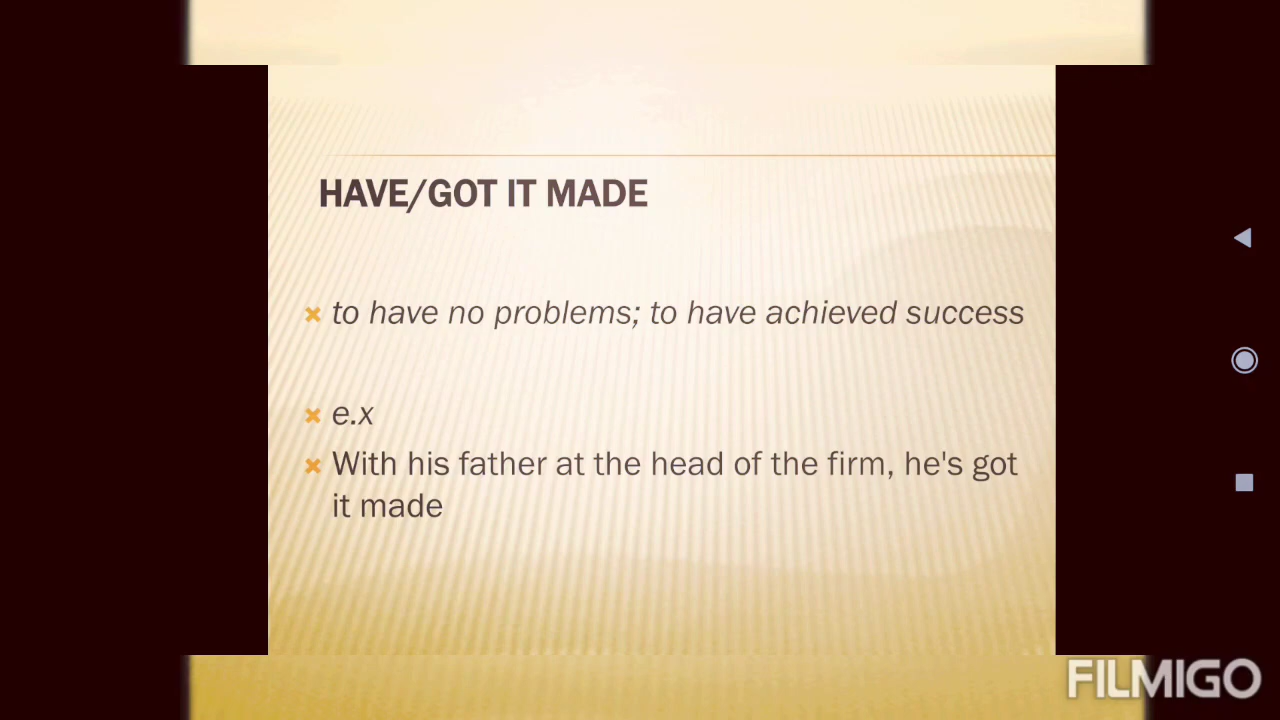 HAVE/GOT IT MADE
to have no problems; to have achieved success
e.x
With his father at the head of the firm, he's got
it made
FILMIGO